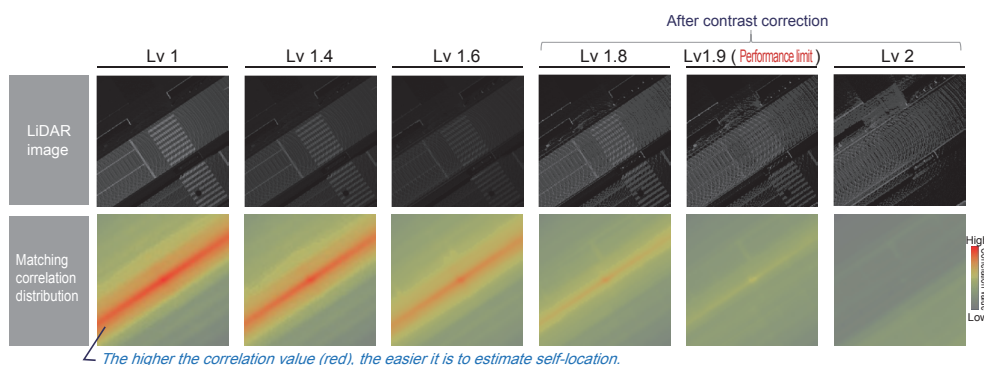 After contrast correction
Lv 1
Lv 1.4
Lv 1.6
Lv 1.8
Lv1.9 ( Performance limit )
Lv 2
LiDAR
image
Matching
correlation
distribution
High
Correlation value
Low
The higher the correlation value (red), the easier it is to estimate self-location.